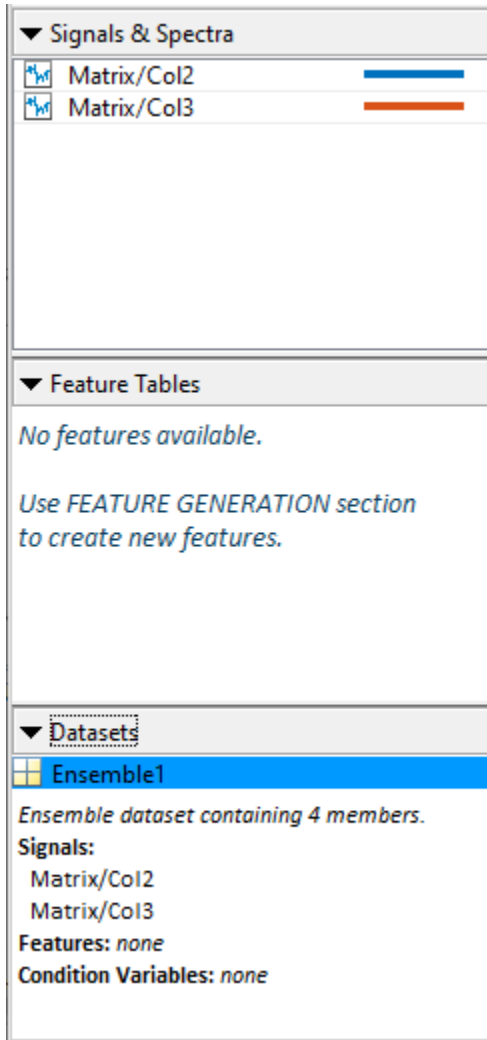 Signals & Spectra
Matrix/Col2
Matrix/Col3
Feature Tables
No features available.
Use FEATURE GENERATION section
to create new features.
Datasets
Ensemble1
Ensemble dataset containing 4 members.
Signals:
Matrix/Col2
Matrix/Col3
Features: none
Condition Variables: none